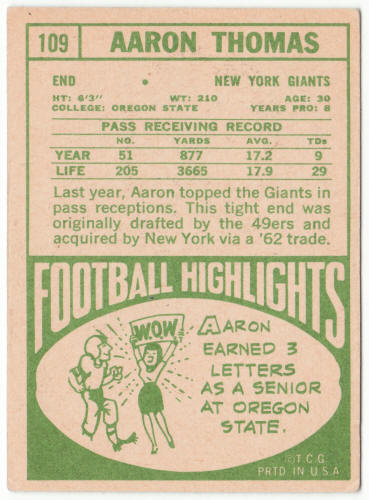 109 AARON THOMAS
END • NEW YORK GIANTS
HT: 6'3" WT: 210 AGE: 30
COLLEGE: OREGON STATE YEARS PRO: 8
PASS RECEIVING RECORD
NO. YARDS AVG. TDs
YEAR 51 877 17.2 9
LIFE 205 3665 17.9 29
Last year, Aaron topped the Giants in
pass receptions. This tight end was
originally drafted by the 49ers and
acquired by New York via a '62 trade.
FOOTBALL HIGHLIGHTS
WOW
AARON
EARNED 3
LETTERS
AS A SENIOR
AT OREGON
STATE.
©T.C.G.
PRTD IN U.S.A